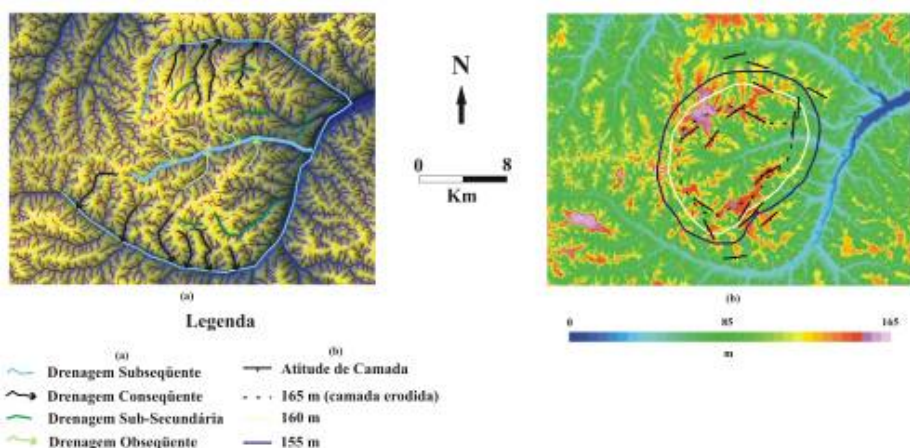 N
0 8
Km
(a)
(b)
Legenda
0 85 165
m
(a)
(b)
Drenagem Subseqüente
Atitude de Camada
Drenagem Conseqüente
165 m (camada erodida)
Drenagem Sub-Secundária
160 m
Drenagem Obseqüente
155 m